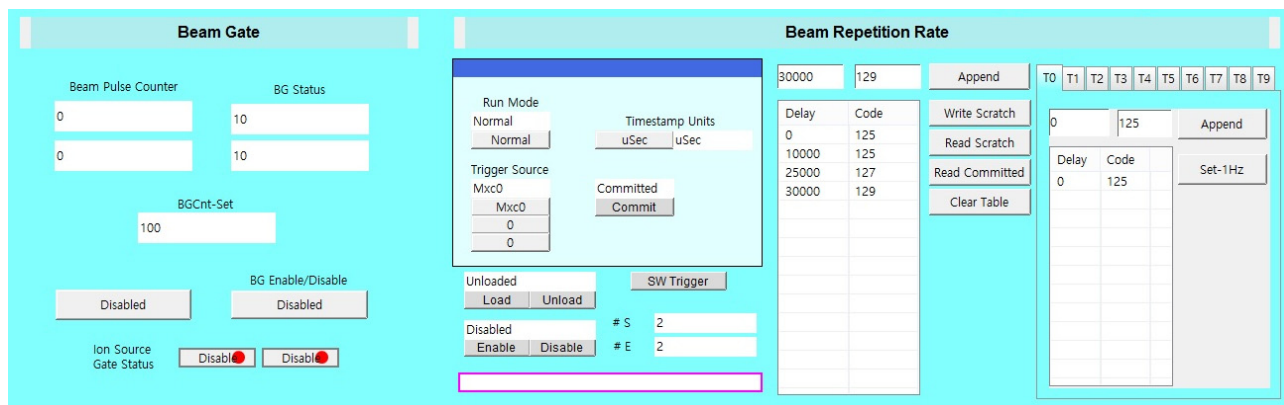 Beam Gate
Beam Pulse Counter
BG Status
0
10
0
10
BGCnt-Set
100
BG Enable/Disable
Disabled
Disabled
Ion Source
Gate Status
Disable
Disable
Beam Repetition Rate
Run Mode
Normal
Normal
Timestamp Units
uSec
uSec
Trigger Source
Mxc0
Mxc0
0
0
Committed
Commit
Unloaded
Load
Unload
SW Trigger
Disabled
Enable
Disable
# S
2
# E
2
30000
129
Append
Delay Code
0 125
10000 125
25000 127
30000 129
Write Scratch
Read Scratch
Read Committed
Clear Table
T0 T1 T2 T3 T4 T5 T6 T7 T8 T9
0
125
Append
Delay Code
0 125
Set-1Hz